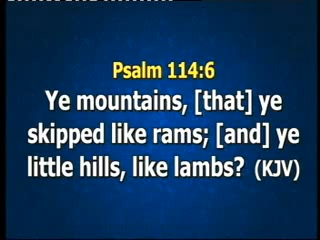 Psalm 114:6
Ye mountains, [that] ye
skipped like rams; [and] ye
little hills, like lambs? (KJV)